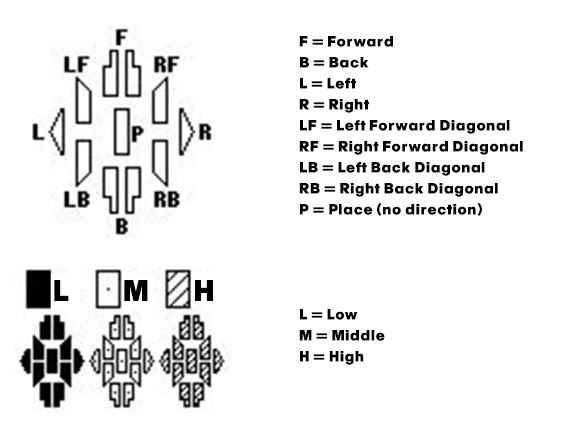 F
LF RF
L P R
LB RB
B
F = Forward
B = Back
L = Left
R = Right
LF = Left Forward Diagonal
RF = Right Forward Diagonal
LB = Left Back Diagonal
RB = Right Back Diagonal
P = Place (no direction)
L M H
L = Low
M = Middle
H = High